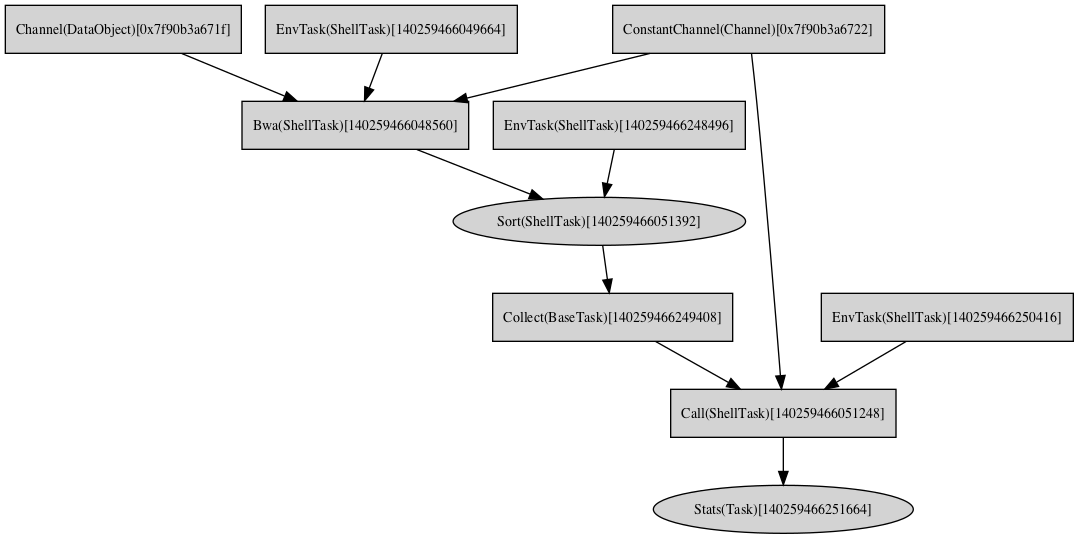 Channel(DataObject)[0x7f90b3a671f]
EnvTask(ShellTask)[140259466049664]
ConstantChannel(Channel)[0x7f90b3a6722]
Bwa(ShellTask)[140259466048560]
EnvTask(ShellTask)[140259466248496]
Sort(ShellTask)[140259466051392]
Collect(BaseTask)[140259466249408]
EnvTask(ShellTask)[140259466250416]
Call(ShellTask)[140259466051248]
Stats(Task)[140259466251664]